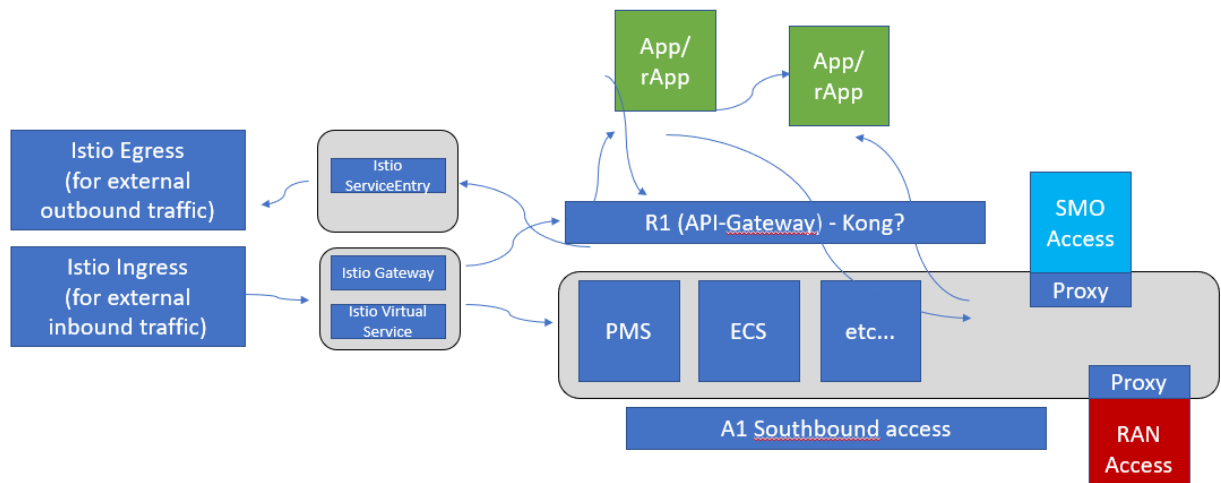 App/
rApp
App/
rApp
Istio Egress
(for external
outbound traffic)
Istio
ServiceEntry
SMO
Access
R1 (API-Gateway) - Kong?
Istio Ingress
(for external
inbound traffic)
Istio Gateway
Istio Virtual
Service
Proxy
PMS
ECS
etc...
Proxy
A1 Southbound access
RAN
Access